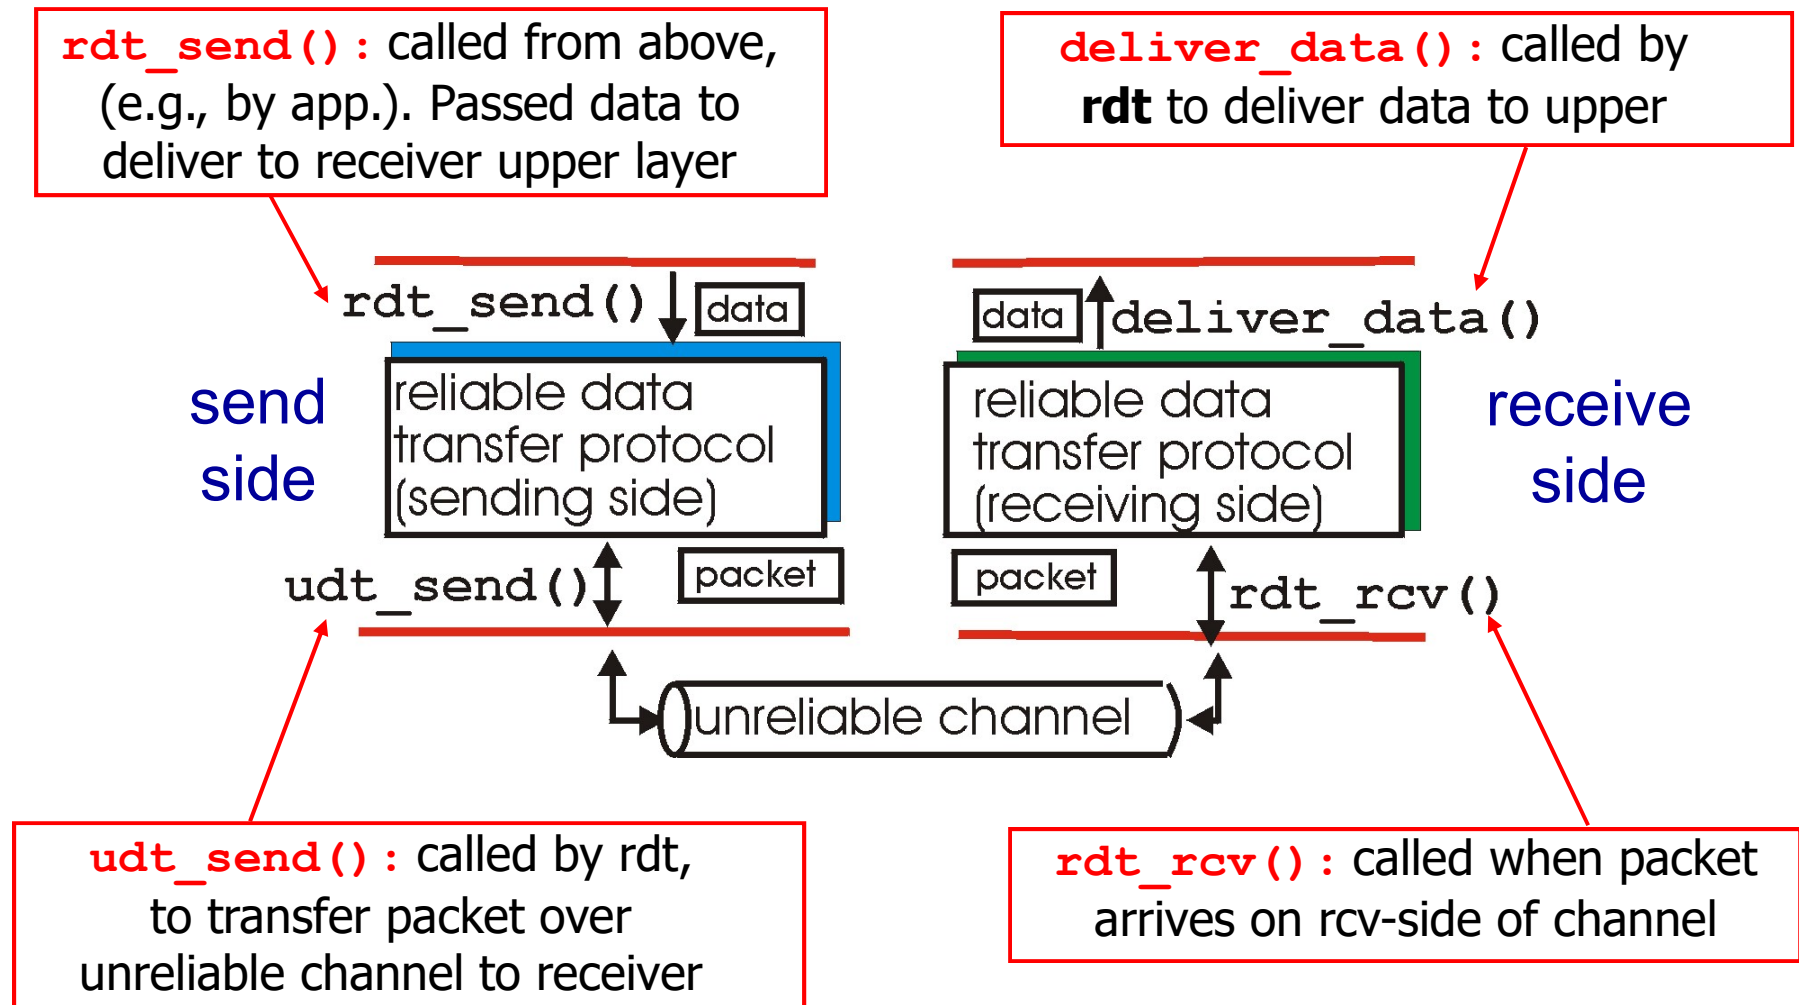 rdt_send(): called from above,
(e.g., by app.). Passed data to
deliver to receiver upper layer
deliver_data(): called by
rdt to deliver data to upper
rdt_send()
data
data
deliver_data()
send
side
reliable data
transfer protocol
(sending side)
reliable data
transfer protocol
(receiving side)
receive
side
udt_send()
packet
packet
rdt_rcv()
unreliable channel
udt_send(): called by rdt,
to transfer packet over
unreliable channel to receiver
rdt_rcv(): called when packet
arrives on rcv-side of channel